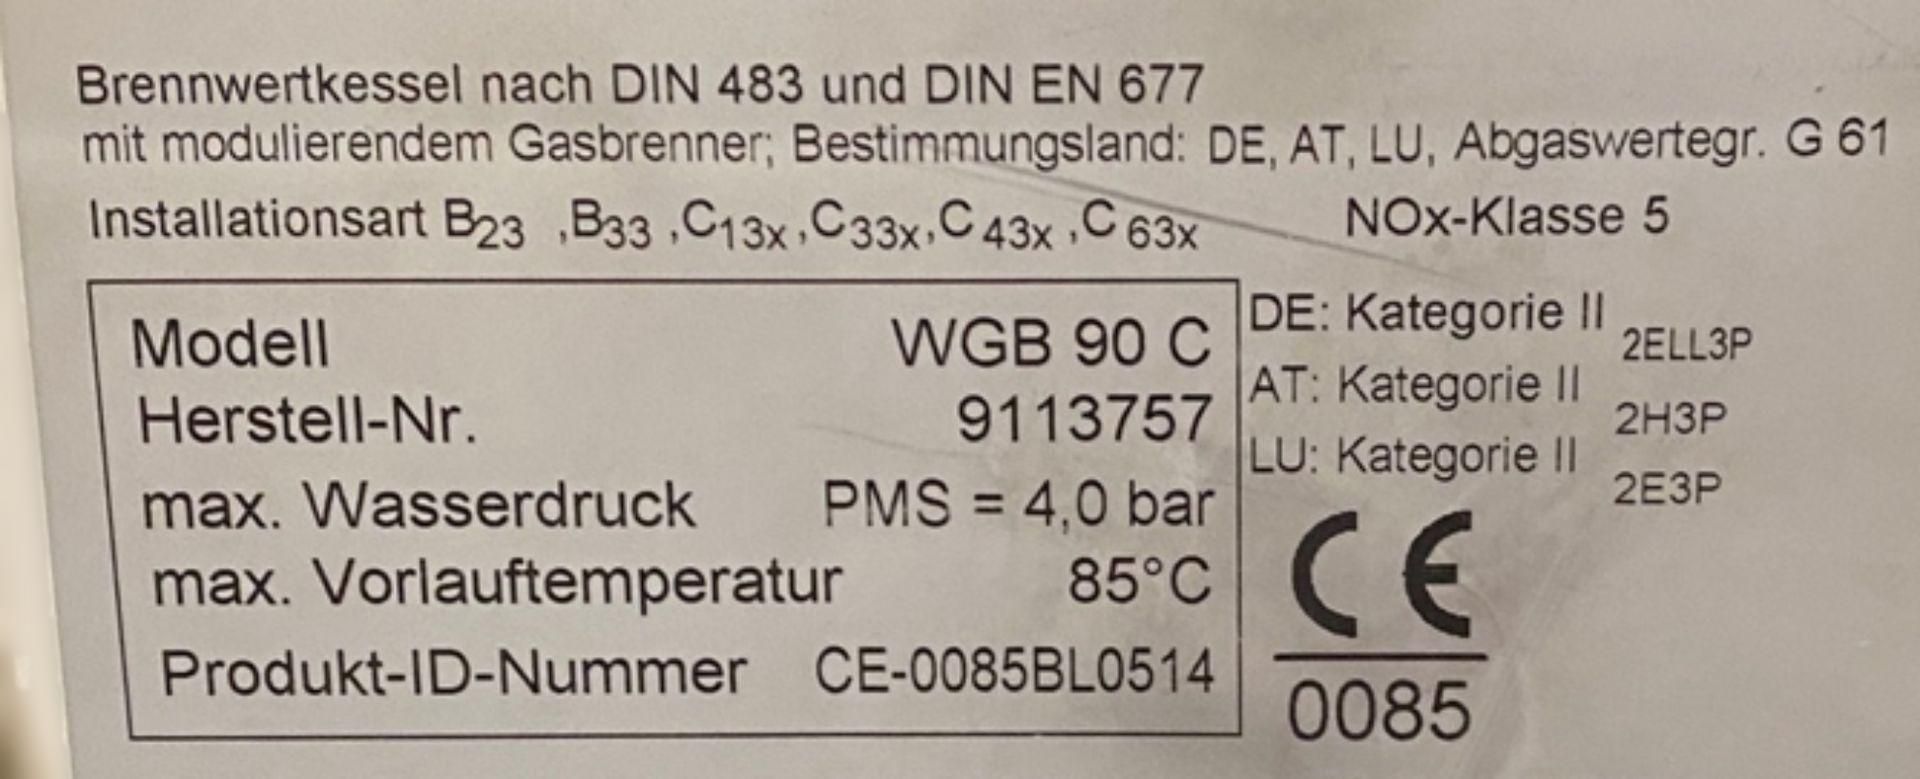 Brennwertkessel nach DIN 483 und DIN EN 677
mit modulierendem Gasbrenner; Bestimmungsland: DE, AT, LU, Abgaswertegr. G 61
Installationsart B23 ,B33 ,C13x,C33x,C43x ,C63x NOx-Klasse 5
Modell WGB 90 C
Herstell-Nr. 9113757
max. Wasserdruck PMS = 4,0 bar
max. Vorlauftemperatur 85°C
Produkt-ID-Nummer CE-0085BL0514
DE: Kategorie II 2ELL3P
AT: Kategorie II 2H3P
LU: Kategorie II 2E3P
CE
0085